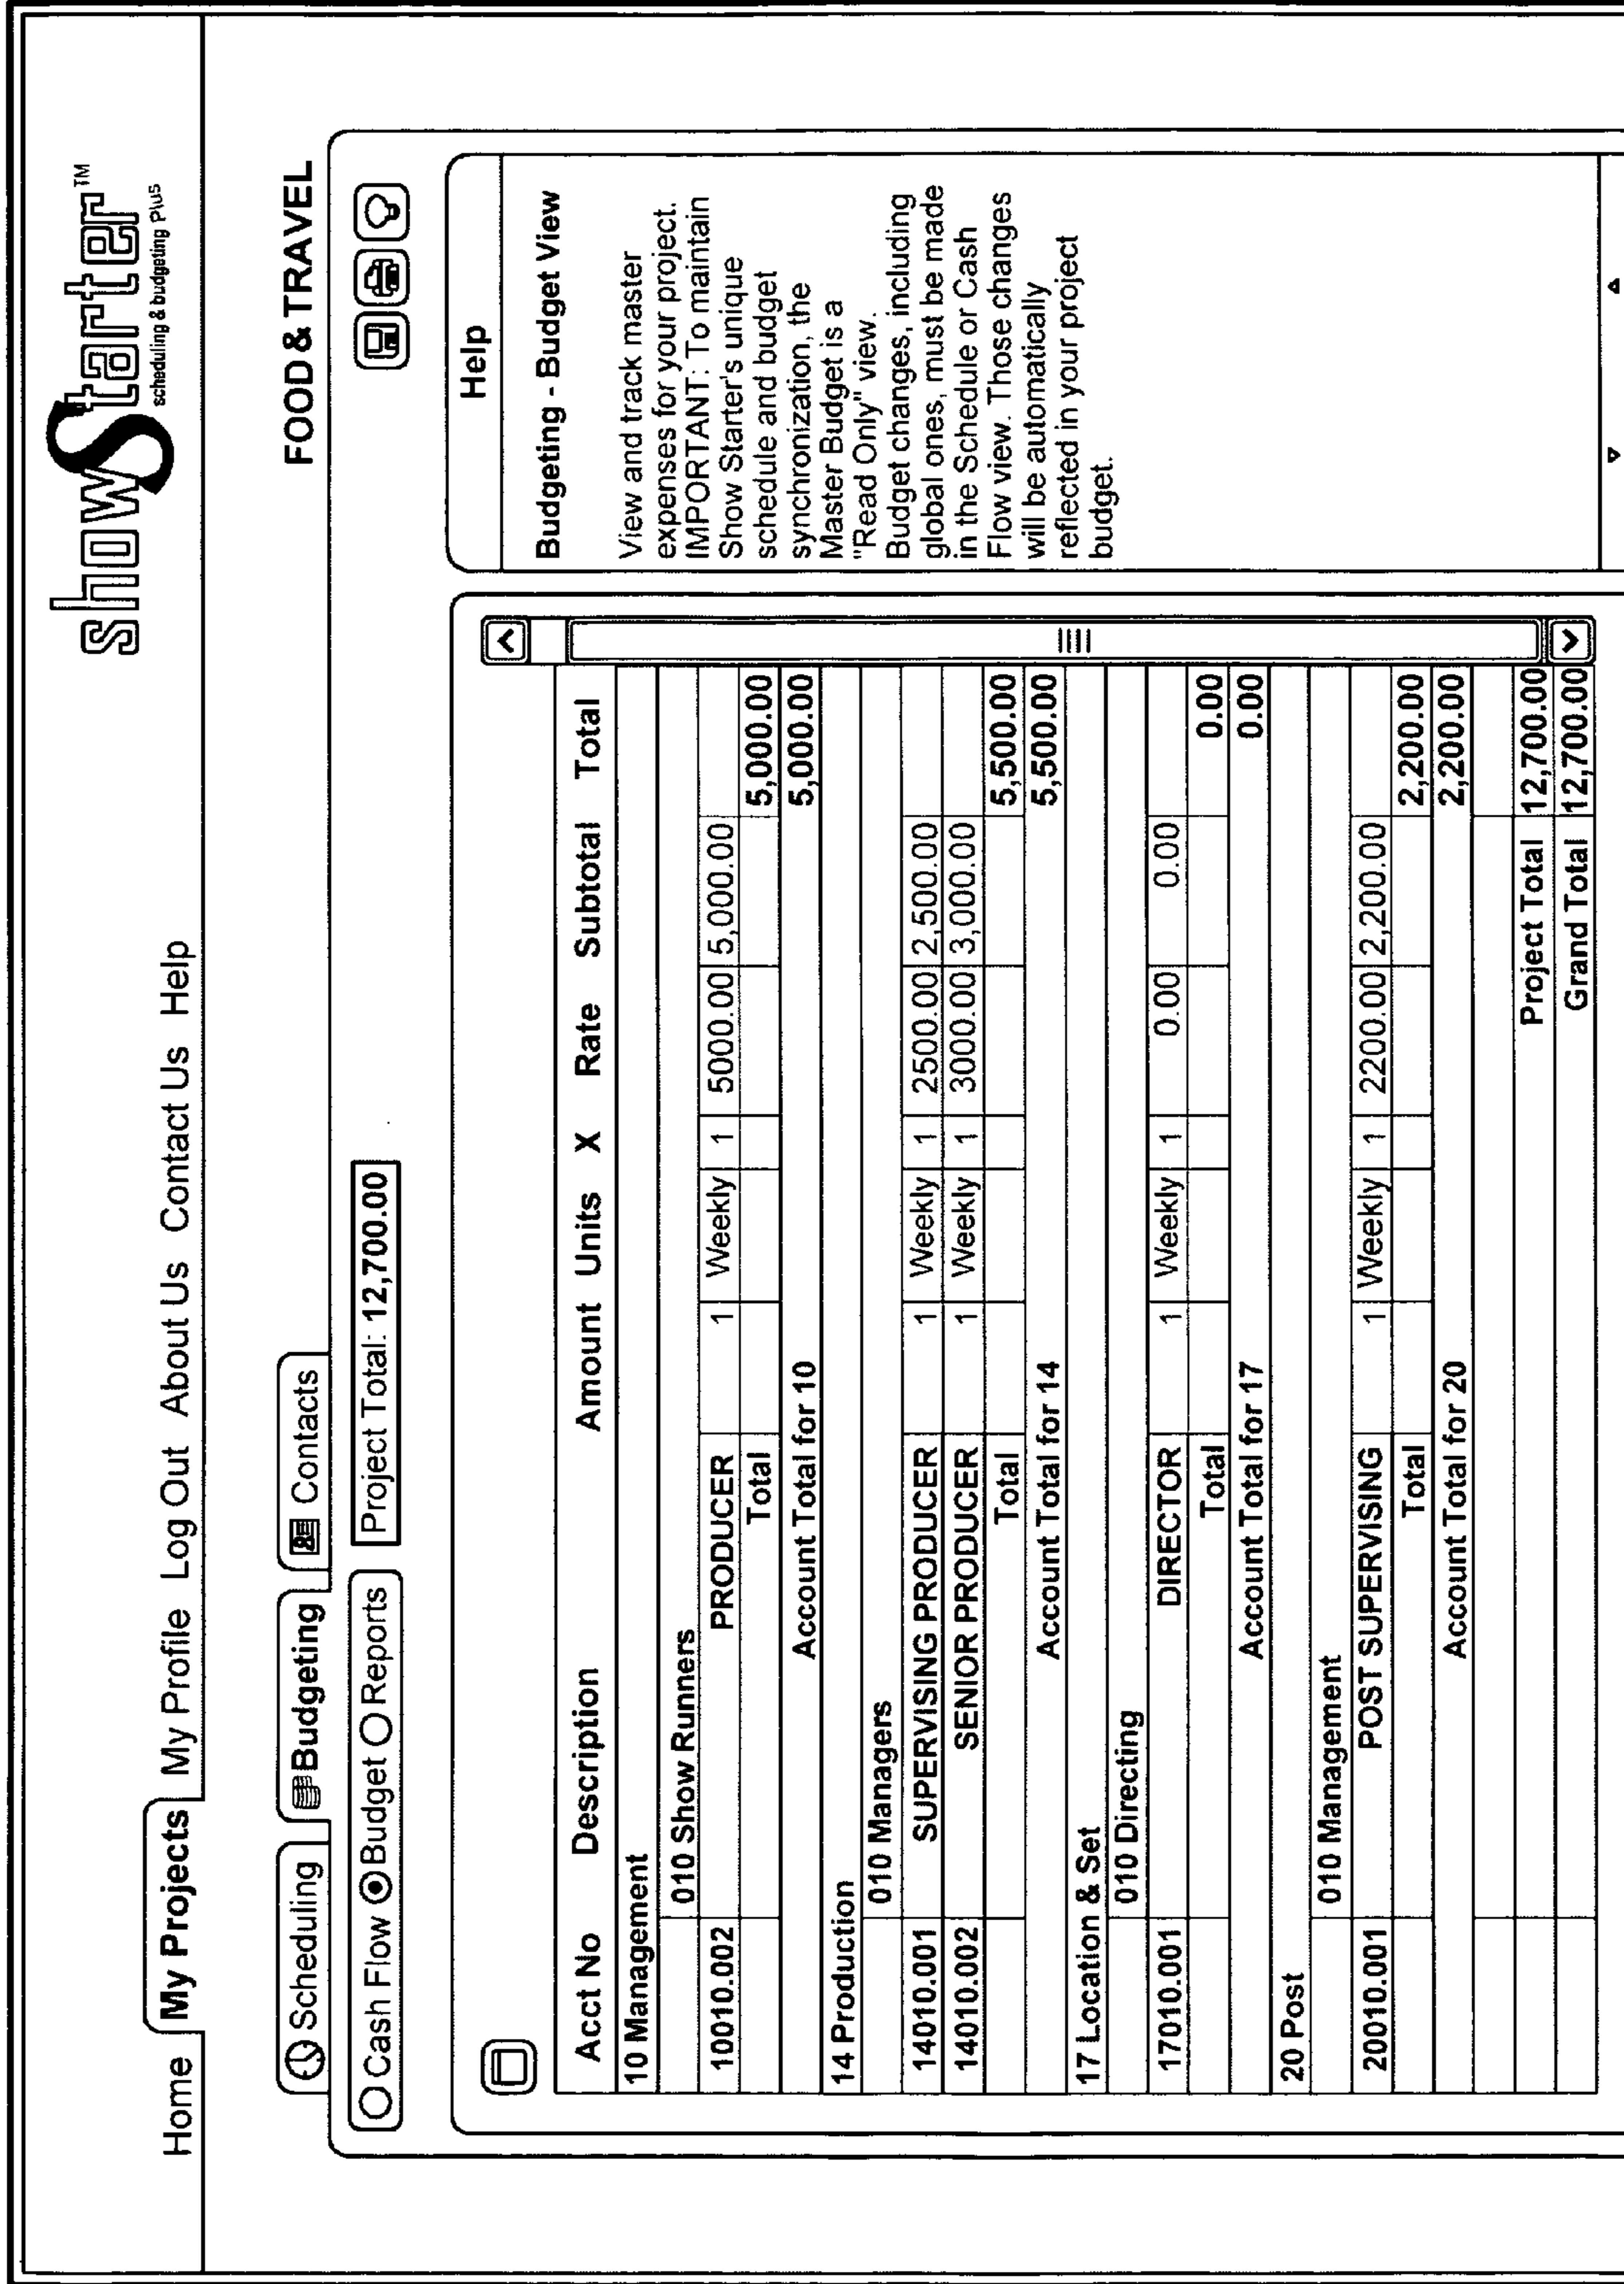 showStarter™
scheduling & budgeting Plus
Home My Projects My Profile Log Out About Us Contact Us Help
FOOD & TRAVEL
Scheduling Budgeting Contacts
Cash Flow Budget Reports Project Total: 12,700.00
Acct No Description Amount Units X Rate Subtotal Total
10 Management
010 Show Runners
10010.002 PRODUCER 1 Weekly 1 5000.00 5,000.00
Total 5,000.00
Account Total for 10 5,000.00
14 Production
010 Managers
14010.001 SUPERVISING PRODUCER 1 Weekly 1 2500.00 2,500.00
14010.002 SENIOR PRODUCER 1 Weekly 1 3000.00 3,000.00
Total 5,500.00
Account Total for 14 5,500.00
17 Location & Set
010 Directing
17010.001 DIRECTOR 1 Weekly 1 0.00 0.00
Total 0.00
Account Total for 17 0.00
20 Post
010 Management
20010.001 POST SUPERVISING 1 Weekly 1 2200.00 2,200.00
Total 2,200.00
Account Total for 20 2,200.00
Project Total 12,700.00
Grand Total 12,700.00
Help
Budgeting - Budget View
View and track master
expenses for your project.
IMPORTANT: To maintain
Show Starter's unique
schedule and budget
synchronization, the
Master Budget is a
"Read Only" view.
Budget changes, including
global ones, must be made
in the Schedule or Cash
Flow view. Those changes
will be automatically
reflected in your project
budget.